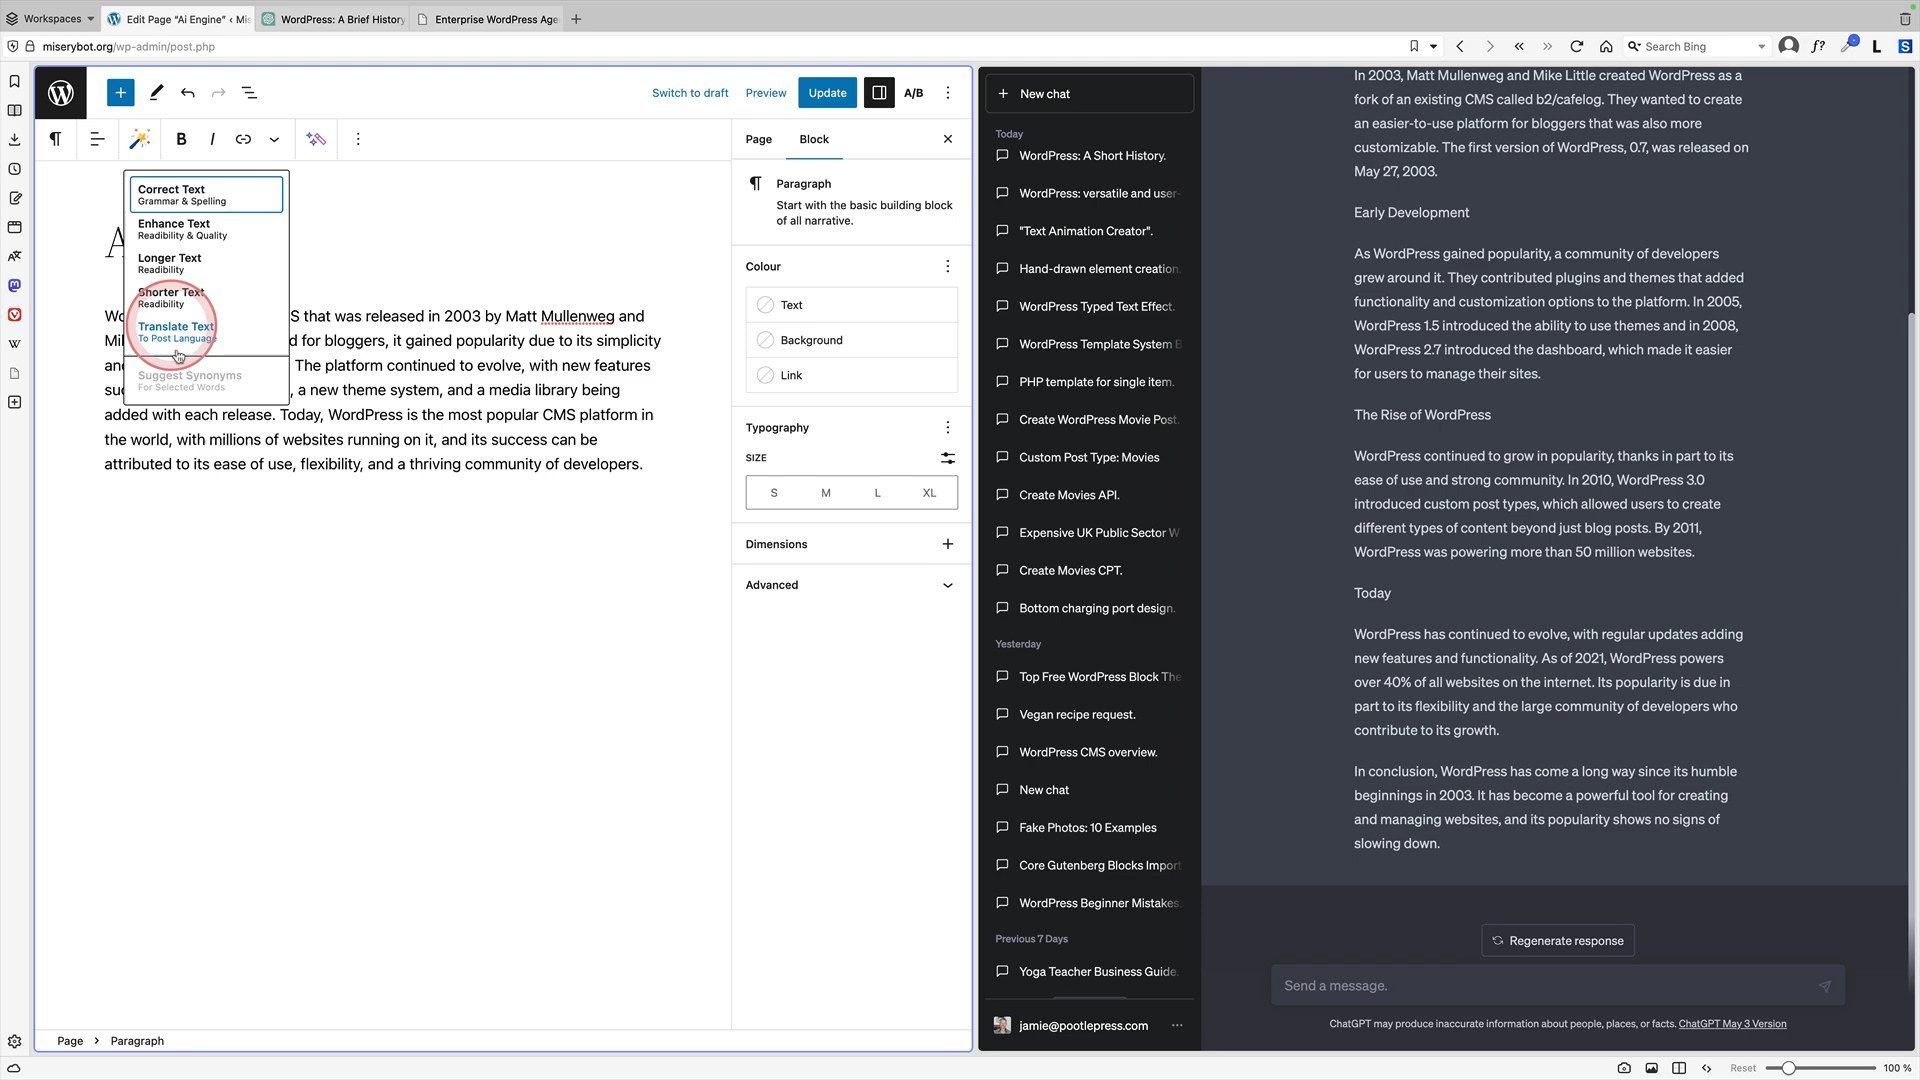 Workspaces
Edit Page “Ai Engine” ‹ Mis
WordPress: A Brief History
Enterprise WordPress Age
miserybot.org/wp-admin/post.php
Search Bing
Switch to draft
Preview
Update
A/B
Correct Text
Grammar & Spelling
Enhance Text
Readibility & Quality
Longer Text
Readibility
Shorter Text
Readibility
Translate Text
To Post Language
Suggest Synonyms
For Selected Words
A
Wo S that was released in 2003 by Matt Mullenweg and
Mik d for bloggers, it gained popularity due to its simplicity
and The platform continued to evolve, with new features
suc , a new theme system, and a media library being
added with each release. Today, WordPress is the most popular CMS platform in
the world, with millions of websites running on it, and its success can be
attributed to its ease of use, flexibility, and a thriving community of developers.
Page
Block
Paragraph
Start with the basic building block
of all narrative.
Colour
Text
Background
Link
Typography
SIZE
S M L XL
Dimensions
Advanced
Page > Paragraph
New chat
Today
WordPress: A Short History.
WordPress: versatile and user-
"Text Animation Creator".
Hand-drawn element creation.
WordPress Typed Text Effect.
WordPress Template System B
PHP template for single item.
Create WordPress Movie Post.
Custom Post Type: Movies
Create Movies API.
Expensive UK Public Sector W
Create Movies CPT.
Bottom charging port design.
Yesterday
Top Free WordPress Block The
Vegan recipe request.
WordPress CMS overview.
New chat
Fake Photos: 10 Examples
Core Gutenberg Blocks Import
WordPress Beginner Mistakes.
Previous 7 Days
Yoga Teacher Business Guide.
jamie@pootlepress.com
In 2003, Matt Mullenweg and Mike Little created WordPress as a
fork of an existing CMS called b2/cafelog. They wanted to create
an easier-to-use platform for bloggers that was also more
customizable. The first version of WordPress, 0.7, was released on
May 27, 2003.
Early Development
As WordPress gained popularity, a community of developers
grew around it. They contributed plugins and themes that added
functionality and customization options to the platform. In 2005,
WordPress 1.5 introduced the ability to use themes and in 2008,
WordPress 2.7 introduced the dashboard, which made it easier
for users to manage their sites.
The Rise of WordPress
WordPress continued to grow in popularity, thanks in part to its
ease of use and strong community. In 2010, WordPress 3.0
introduced custom post types, which allowed users to create
different types of content beyond just blog posts. By 2011,
WordPress was powering more than 50 million websites.
Today
WordPress has continued to evolve, with regular updates adding
new features and functionality. As of 2021, WordPress powers
over 40% of all websites on the internet. Its popularity is due in
part to its flexibility and the large community of developers who
contribute to its growth.
In conclusion, WordPress has come a long way since its humble
beginnings in 2003. It has become a powerful tool for creating
and managing websites, and its popularity shows no signs of
slowing down.
Regenerate response
Send a message.
ChatGPT may produce inaccurate information about people, places, or facts. ChatGPT May 3 Version
Reset
100 %